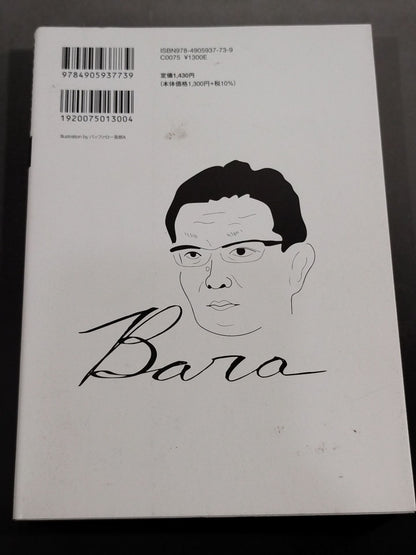 9784905937739
1920075013004
ISBN978-4905937-73-9
C0075 ¥1300E
定価1,430円
(本体価格1,300円+税10%)
Illustration by バッファロー吾郎A
Bara